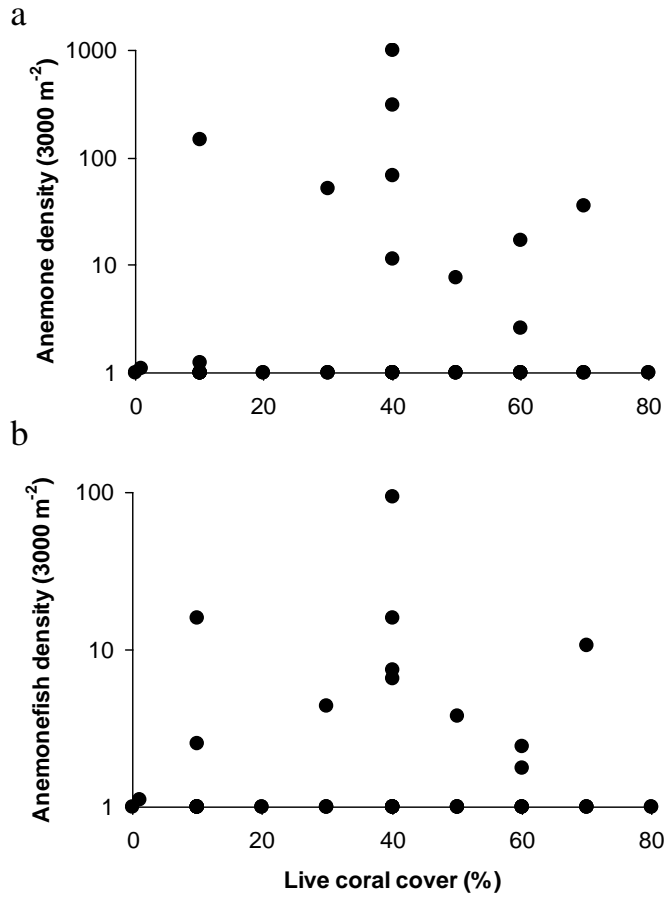 a
Anemone density (3000 m⁻²)
1000
100
10
1
0 20 40 60 80
b
Anemonefish density (3000 m⁻²)
100
10
1
0 20 40 60 80
Live coral cover (%)